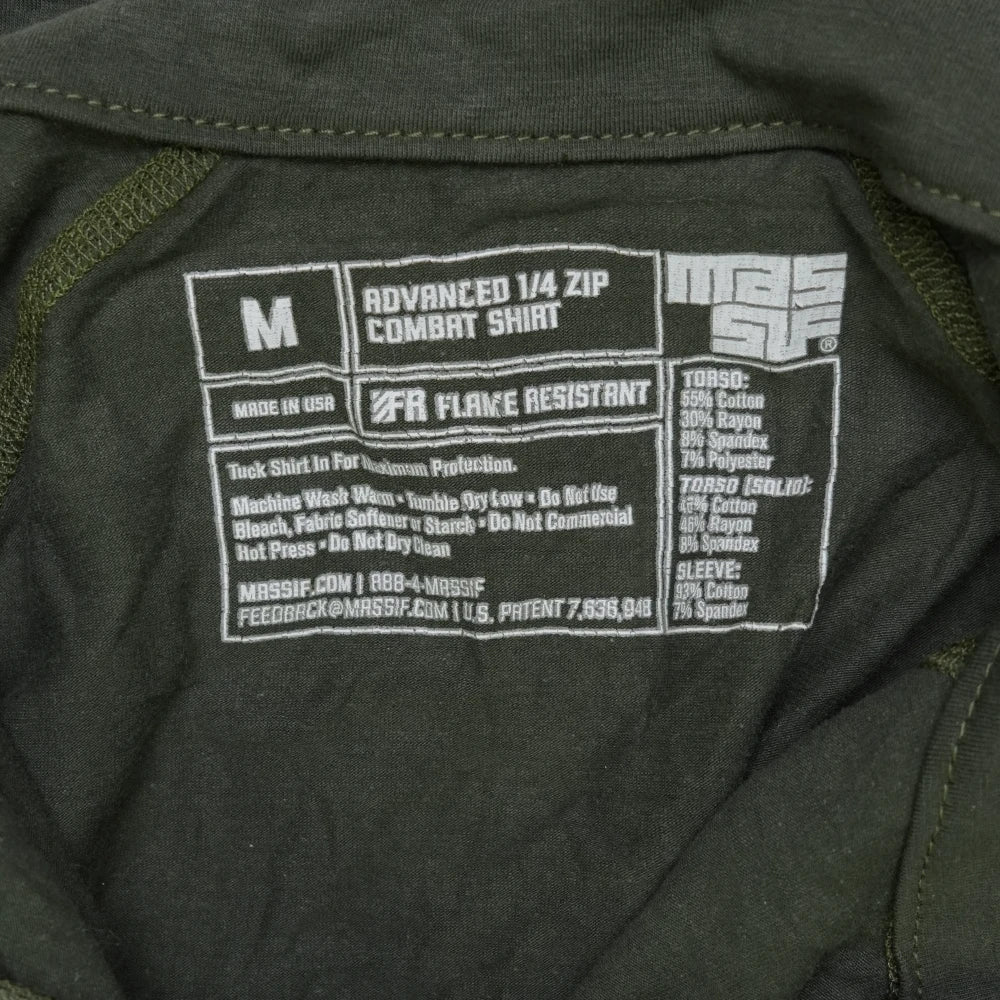 M
ADVANCED 1/4 ZIP
COMBAT SHIRT
MAS
SIF®
MADE IN USA
FR FLAME RESISTANT
Tuck Shirt In For Maximum Protection.
Machine Wash Warm • Tumble Dry Low • Do Not Use
Bleach, Fabric Softener or Starch • Do Not Commercial
Hot Press • Do Not Dry Clean
MASSIF.COM | 888-4-MASSIF
FEEDBACK@MASSIF.COM | U.S. PATENT 7,636,948
TORSO:
55% Cotton
30% Rayon
8% Spandex
7% Polyester
TORSO (SOLID):
46% Cotton
46% Rayon
8% Spandex
SLEEVE:
93% Cotton
7% Spandex